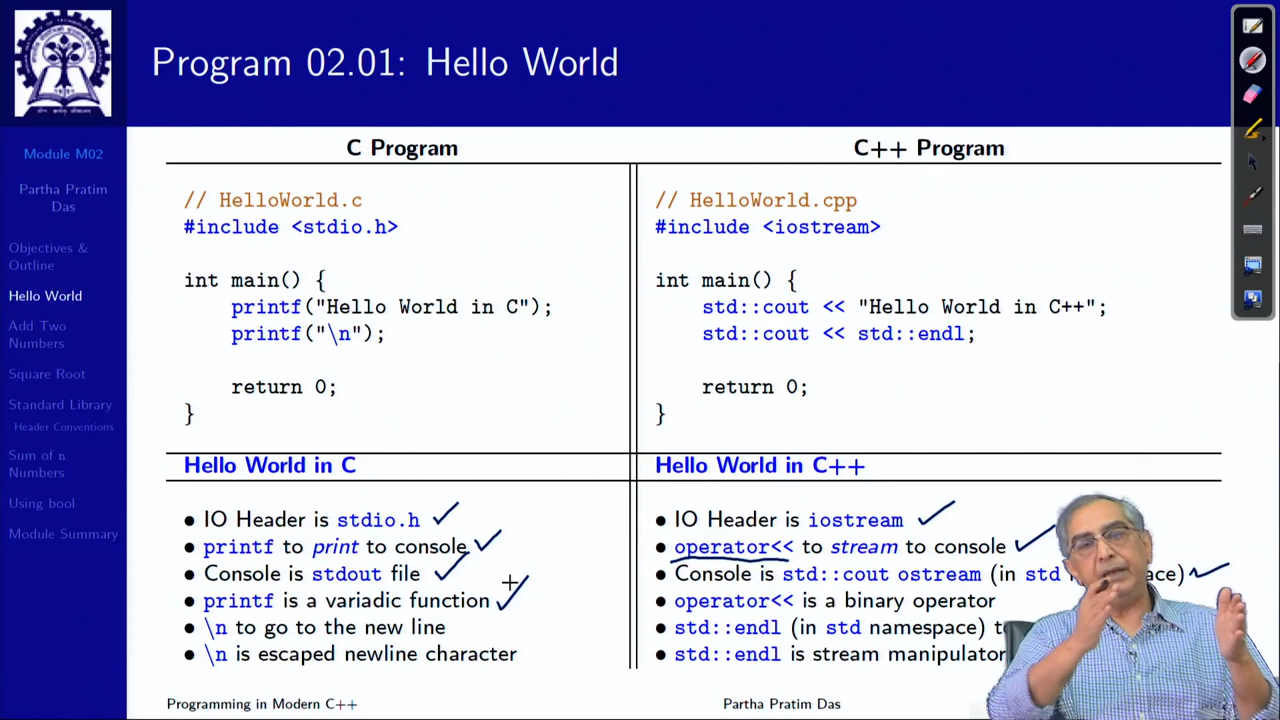 Program 02.01: Hello World
Module M02
Partha Pratim
Das
Objectives &
Outline
Hello World
Add Two
Numbers
Square Root
Standard Library
Header Conventions
Sum of n
Numbers
Using bool
Module Summary
C Program
// HelloWorld.c
#include <stdio.h>
int main() {
printf("Hello World in C");
printf("\n");
return 0;
}
Hello World in C
• IO Header is stdio.h
• printf to print to console
• Console is stdout file
• printf is a variadic function
• \n to go to the new line
• \n is escaped newline character
C++ Program
// HelloWorld.cpp
#include <iostream>
int main() {
std::cout << "Hello World in C++";
std::cout << std::endl;
return 0;
}
Hello World in C++
• IO Header is iostream
• operator<< to stream to console
• Console is std::cout ostream (in std
• operator<< is a binary operator
• std::endl (in std namespace)
• std::endl is stream manipulator
Programming in Modern C++
Partha Pratim Das